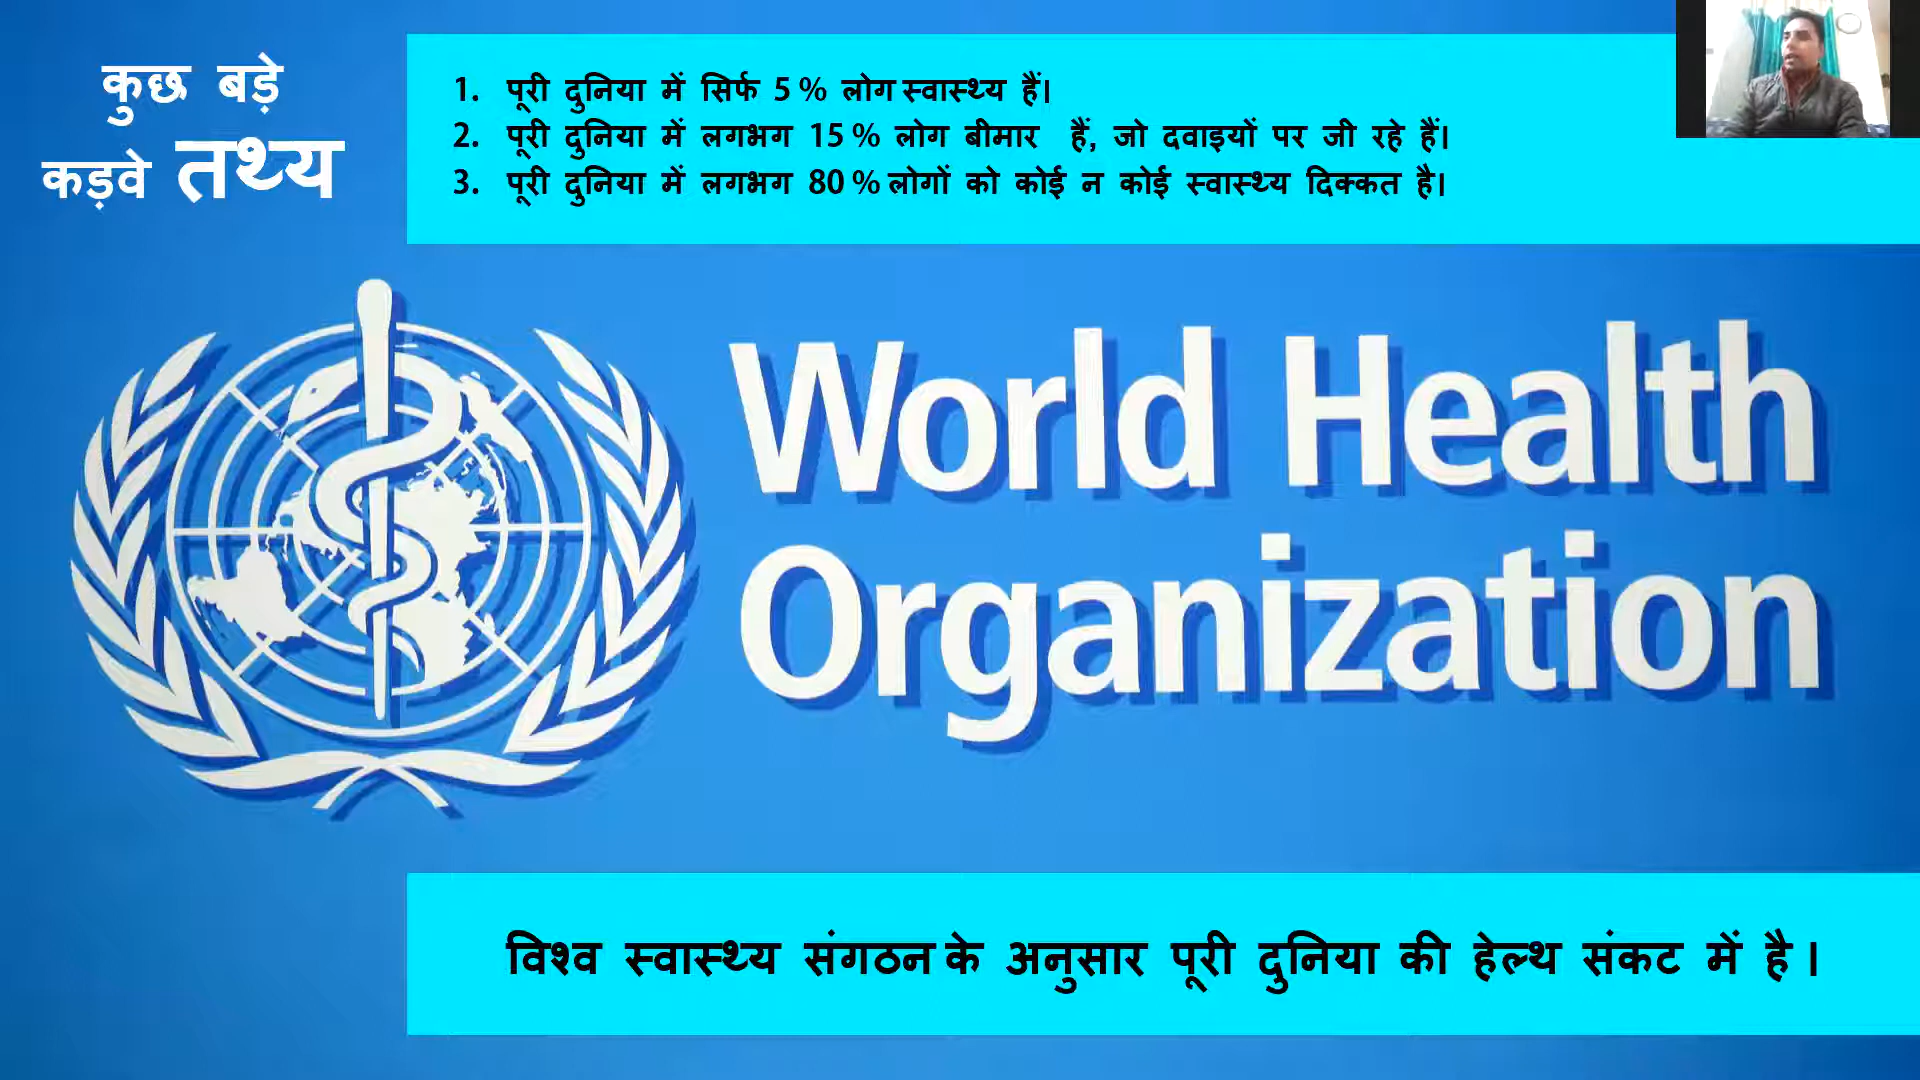 कुछ बड़े
कड़वे तथ्य
1. पूरी दुनिया में सिर्फ 5 % लोग स्वास्थ्य हैं।
2. पूरी दुनिया में लगभग 15 % लोग बीमार हैं, जो दवाइयों पर जी रहे हैं।
3. पूरी दुनिया में लगभग 80 % लोगों को कोई न कोई स्वास्थ्य दिक्कत है।
World Health
Organization
विश्व स्वास्थ्य संगठन के अनुसार पूरी दुनिया की हेल्थ संकट में है ।